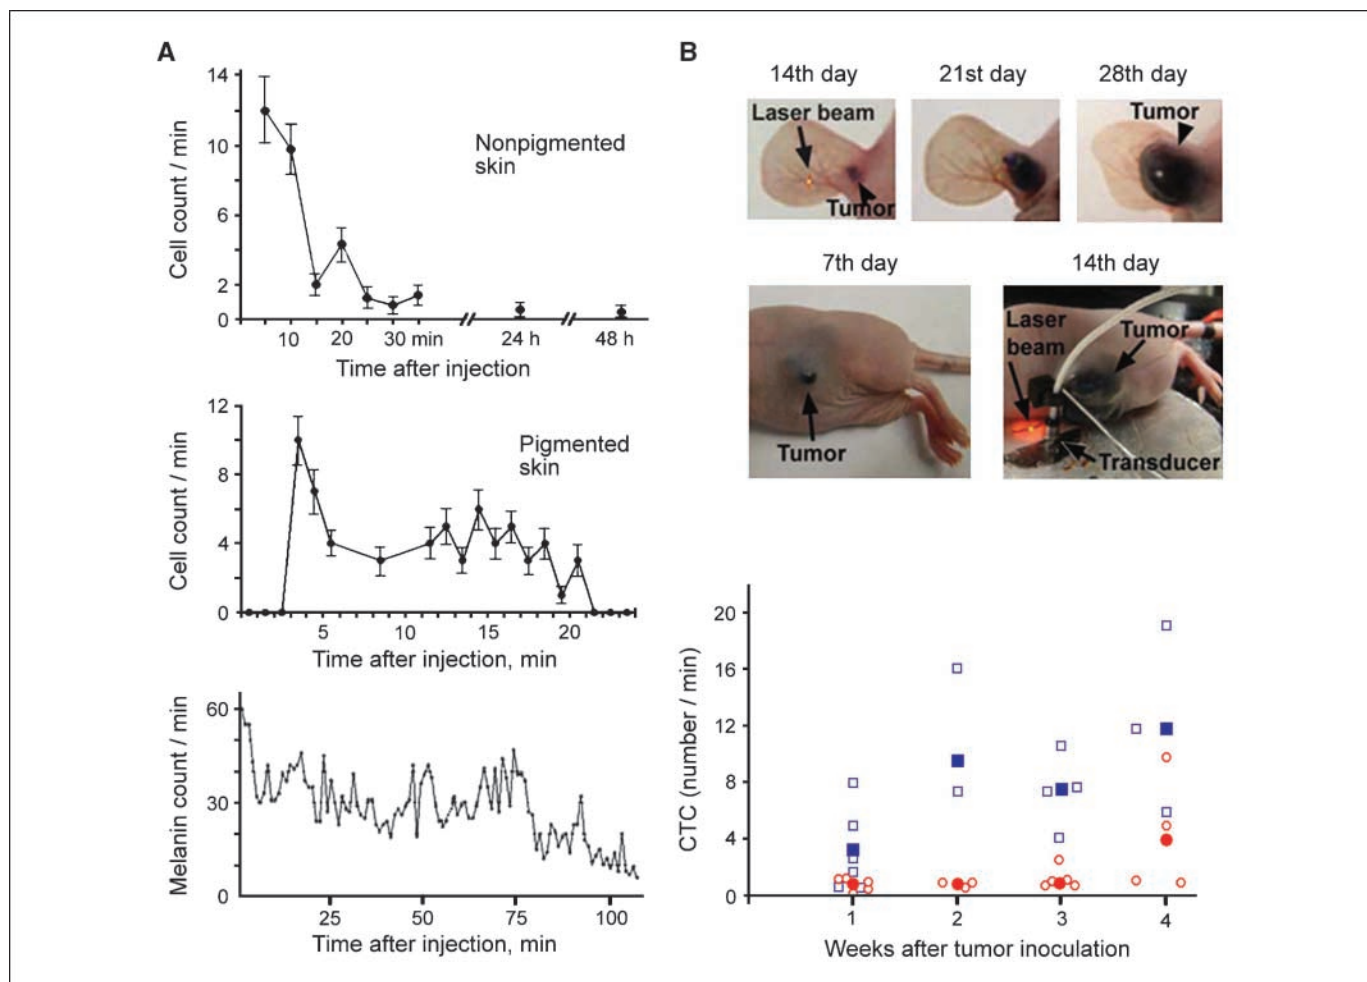 A
14
10
6
2
0
Cell count / min
Nonpigmented
skin
10
20
30 min
24 h
48 h
Time after injection
12
8
4
0
Cell count / min
Pigmented
skin
5
10
15
20
Time after injection, min
60
30
0
Melanin count / min
25
50
75
100
Time after injection, min
B
14th day
21st day
28th day
Laser beam
Tumor
Tumor
7th day
14th day
Tumor
Laser
beam
Tumor
Transducer
20
16
12
8
4
0
CTC (number / min)
1
2
3
4
Weeks after tumor inoculation